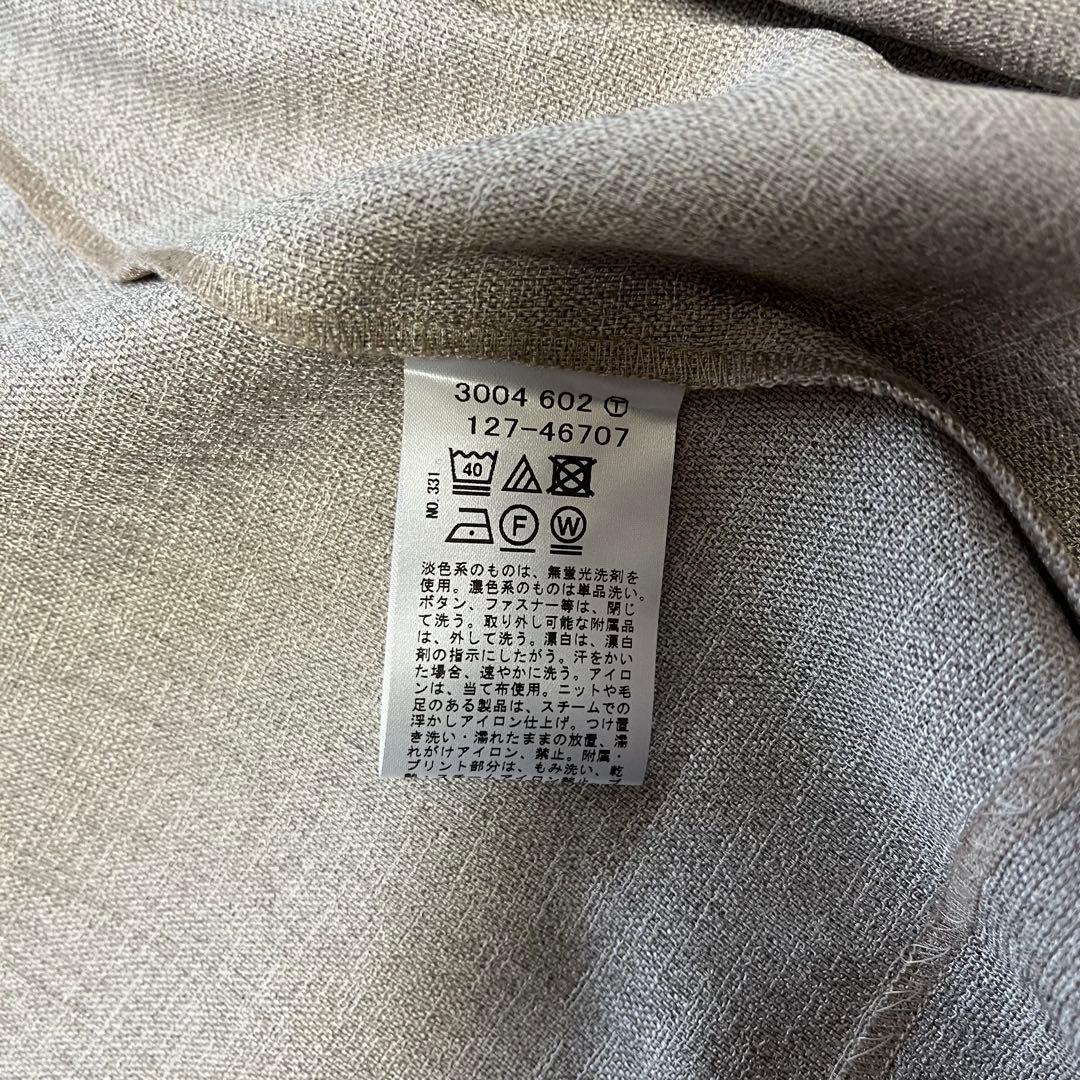 3004 602 Ⓣ
127-46707
NO. 331
40
F W
淡色系のものは、無蛍光洗剤を
使用。濃色系のものは単品洗い。
ボタン、ファスナー等は、閉じ
て洗う。取り外し可能な附属品
は、外して洗う。漂白は、漂白
剤の指示にしたがう。汗をかい
た場合、速やかに洗う。アイロ
ンは、当て布使用。ニットや毛
足のある製品は、スチームでの
浮かしアイロン仕上げ。つけ置
き洗い・濡れたままの放置、濡
れがけアイロン、禁止。附属・
プリント部分は、もみ洗い、乾